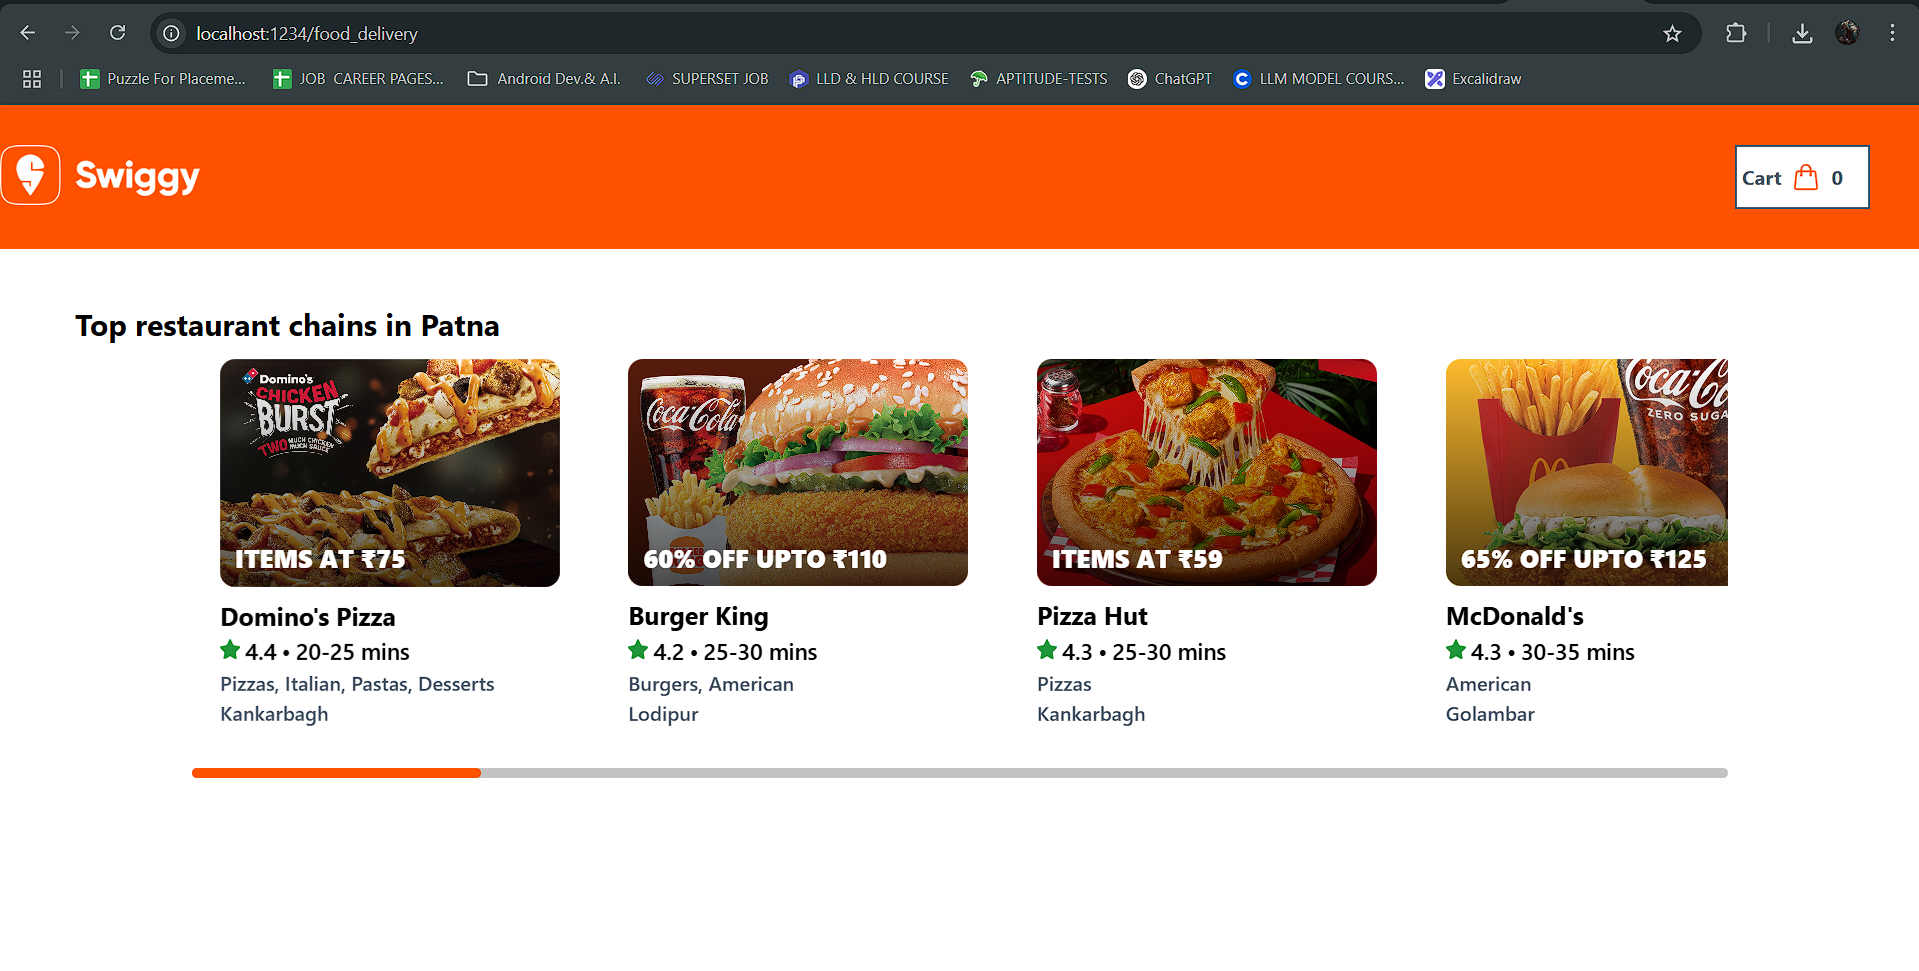 localhost:1234/food_delivery
Puzzle For Placeme...
JOB CAREER PAGES...
Android Dev.& A.I.
SUPERSET JOB
LLD & HLD COURSE
APTITUDE-TESTS
ChatGPT
LLM MODEL COURS...
Excalidraw
Swiggy
Cart 0
Top restaurant chains in Patna
Domino's
CHICKEN
BURST
TWO MUCH CHICKEN
MUCH SAUCE
ITEMS AT ₹75
Domino's Pizza
4.4 • 20-25 mins
Pizzas, Italian, Pastas, Desserts
Kankarbagh
Coca-Cola
60% OFF UPTO ₹110
Burger King
4.2 • 25-30 mins
Burgers, American
Lodipur
ITEMS AT ₹59
Pizza Hut
4.3 • 25-30 mins
Pizzas
Kankarbagh
Coca-Co
ZERO SUGA
65% OFF UPTO ₹125
McDonald's
4.3 • 30-35 mins
American
Golambar